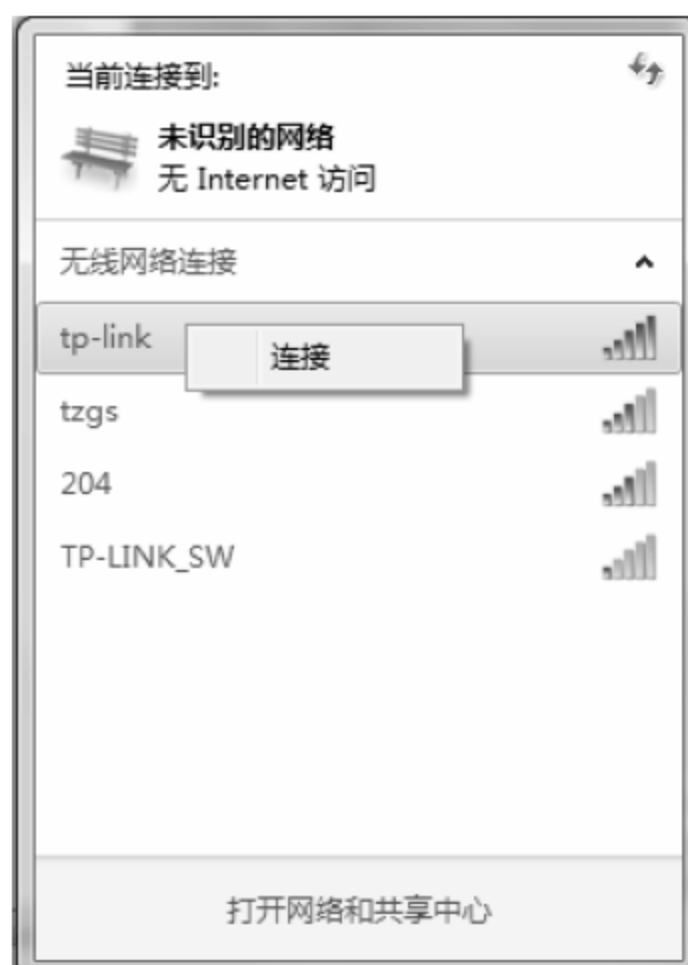 当前连接到:
未识别的网络
无 Internet 访问
无线网络连接
tp-link
连接
tzgs
204
TP-LINK_SW
打开网络和共享中心